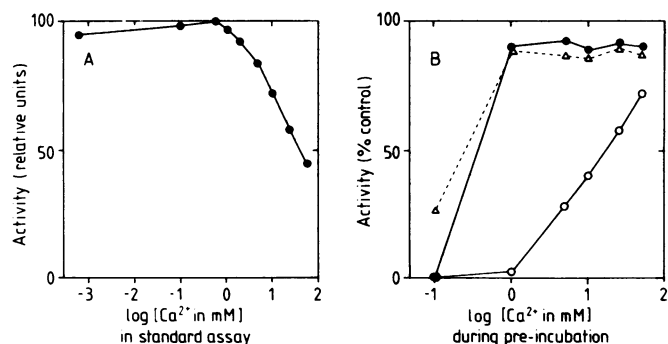 A
Activity (relative units)
100
50
0
-3 -2 -1 0 1 2
log [Ca²⁺ in mM]
in standard assay
B
Activity (% control)
100
50
0
-1 0 1 2
log [Ca²⁺ in mM]
during pre-incubation